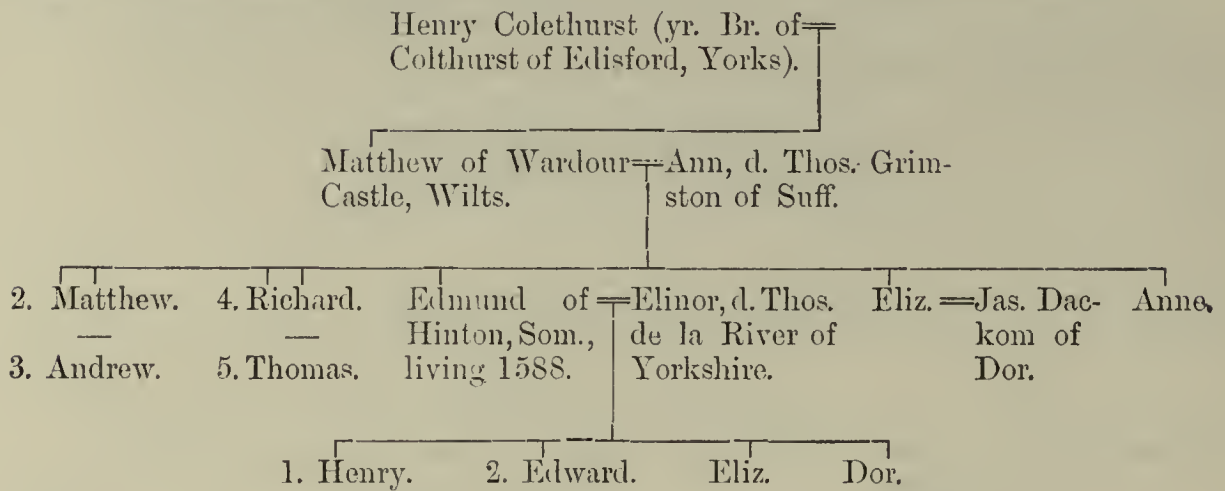 Henry Colethurst (yr. Br. of
Colthurst of Edisford, Yorks).
Matthew of Wardour
Castle, Wilts.
Ann, d. Thos. Grim-
ston of Suff.
2. Matthew.
—
3. Andrew.
4. Richard.
—
5. Thomas.
Edmund of
Hinton, Som.,
living 1588.
Elinor, d. Thos.
de la River of
Yorkshire.
Eliz.
Jas. Dac-
kom of
Dor.
Anne.
1. Henry.
2. Edward.
Eliz.
Dor.